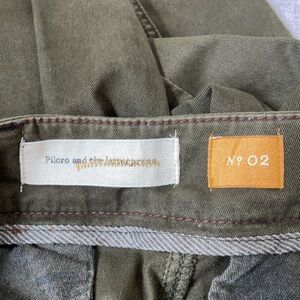 Pilcro and the letterpress
Nº 02